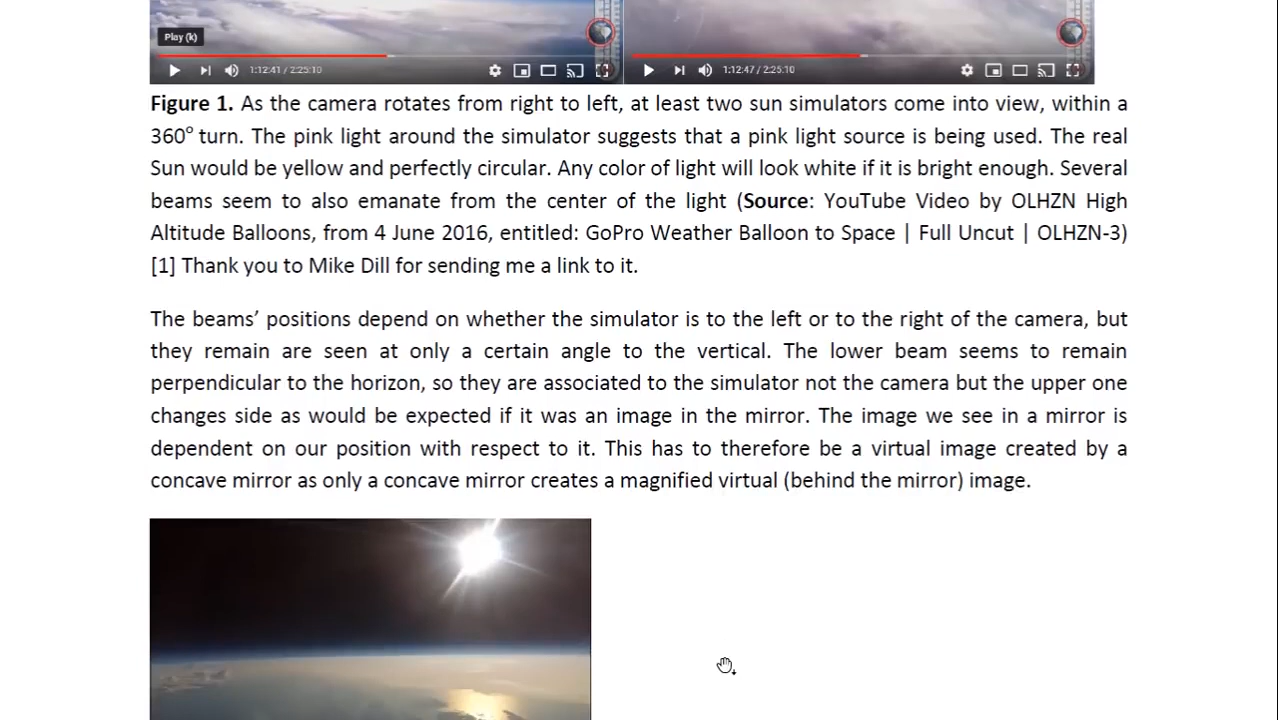 Play (k)
1:12:41 / 2:25:10
1:12:47 / 2:25:10
Figure 1. As the camera rotates from right to left, at least two sun simulators come into view, within a
360° turn. The pink light around the simulator suggests that a pink light source is being used. The real
Sun would be yellow and perfectly circular. Any color of light will look white if it is bright enough. Several
beams seem to also emanate from the center of the light (Source: YouTube Video by OLHZN High
Altitude Balloons, from 4 June 2016, entitled: GoPro Weather Balloon to Space | Full Uncut | OLHZN-3)
[1] Thank you to Mike Dill for sending me a link to it.
The beams’ positions depend on whether the simulator is to the left or to the right of the camera, but
they remain are seen at only a certain angle to the vertical. The lower beam seems to remain
perpendicular to the horizon, so they are associated to the simulator not the camera but the upper one
changes side as would be expected if it was an image in the mirror. The image we see in a mirror is
dependent on our position with respect to it. This has to therefore be a virtual image created by a
concave mirror as only a concave mirror creates a magnified virtual (behind the mirror) image.